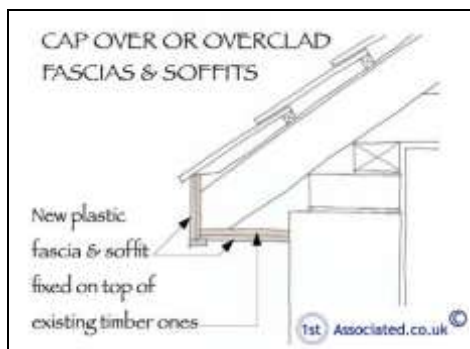 CAP OVER OR OVERCLAD
FASCIAS & SOFFITS
New plastic
fascia & soffit
fixed on top of
existing timber ones
1st Associated.co.uk ©